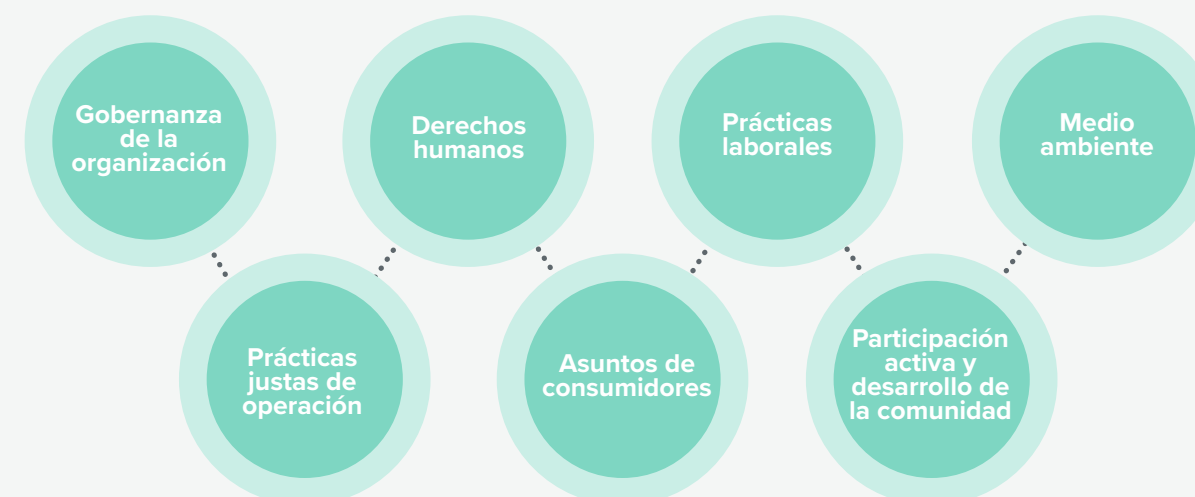 Gobernanza
de la
organización
Derechos
humanos
Prácticas
laborales
Medio
ambiente
Prácticas
justas de
operación
Asuntos de
consumidores
Participación
activa y
desarrollo de
la comunidad